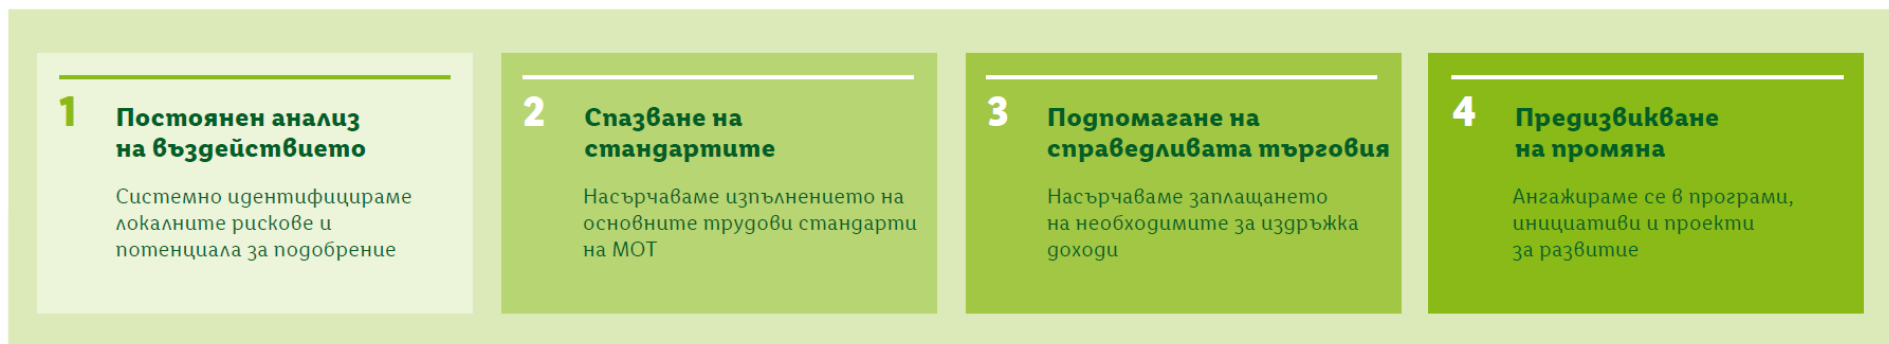 1
Постоянен анализ
на въздействието
Системно идентифицираме
локалните рискове и
потенциала за подобрение
2
Спазване на
стандартите
Насърчаваме изпълнението на
основните трудови стандарти
на МОТ
3
Подпомагане на
справедливата търговия
Насърчаваме заплащането
на необходимите за издръжка
доходи
4
Предизвикване
на промяна
Ангажираме се в програми,
инициативи и проекти
за развитие